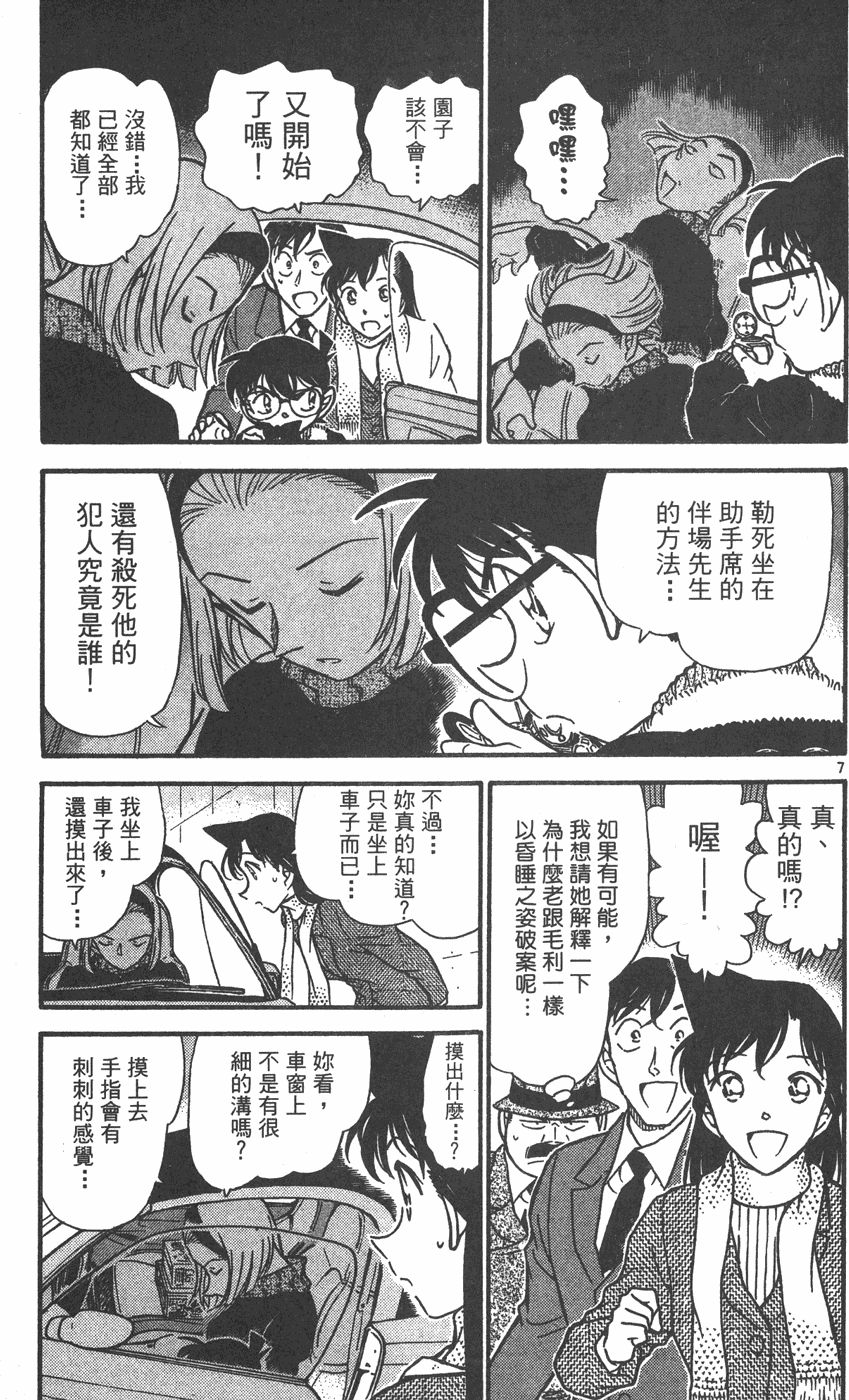 嘿
嘿…
園子
該不會…
又開始
了嗎！
沒錯…我
已經全部
都知道了…
勒死坐在
助手席的
伴場先生
的方法…
還有殺死他的
犯人究竟是誰！
7
真、
真的嗎!?
喔—！
如果有可能，
我想請她解釋一下
為什麼老跟毛利一樣
以昏睡之姿破案呢…
不過…
妳真的知道？
只是坐上
車子而已…
我坐上
車子後，
還摸出來了…
摸出什麼…？
妳看，
車窗上
不是有很
細的溝嗎？
摸上去
手指會有
刺刺的感覺…